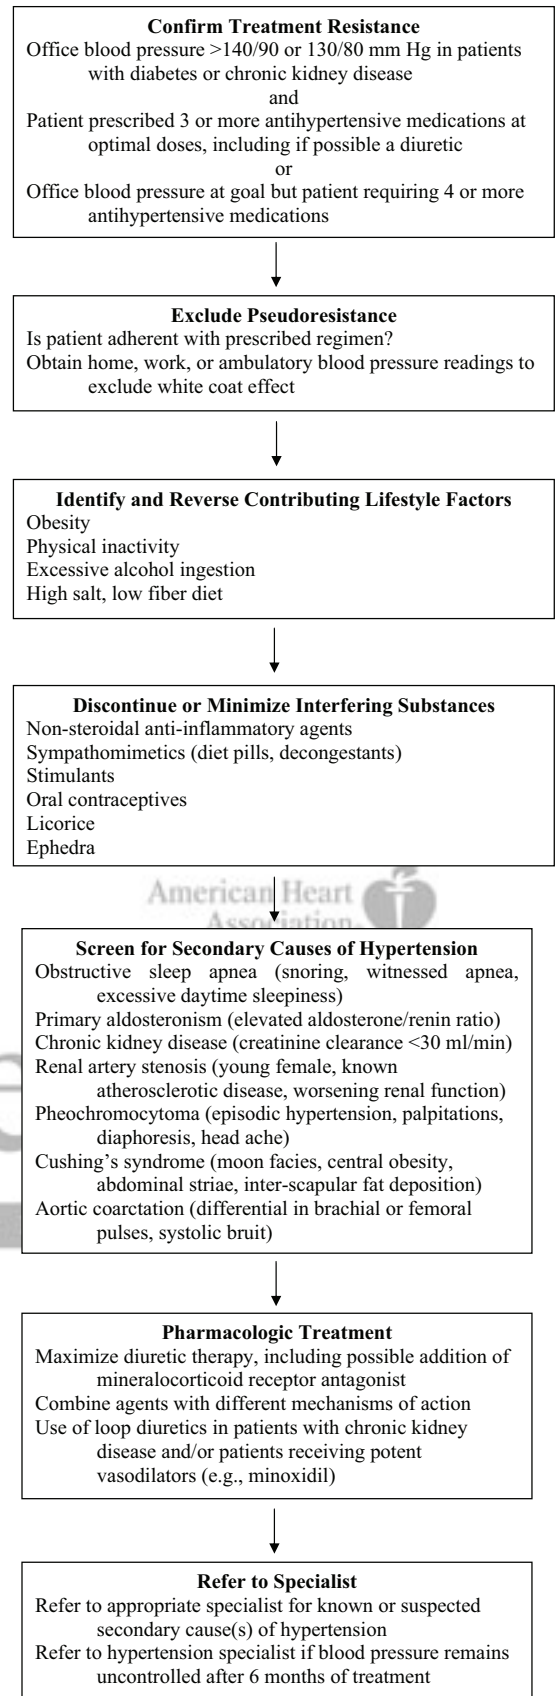 Confirm Treatment Resistance
Office blood pressure >140/90 or 130/80 mm Hg in patients
with diabetes or chronic kidney disease
and
Patient prescribed 3 or more antihypertensive medications at
optimal doses, including if possible a diuretic
or
Office blood pressure at goal but patient requiring 4 or more
antihypertensive medications
Exclude Pseudoresistance
Is patient adherent with prescribed regimen?
Obtain home, work, or ambulatory blood pressure readings to
exclude white coat effect
Identify and Reverse Contributing Lifestyle Factors
Obesity
Physical inactivity
Excessive alcohol ingestion
High salt, low fiber diet
Discontinue or Minimize Interfering Substances
Non-steroidal anti-inflammatory agents
Sympathomimetics (diet pills, decongestants)
Stimulants
Oral contraceptives
Licorice
Ephedra
American Heart
Association
Screen for Secondary Causes of Hypertension
Obstructive sleep apnea (snoring, witnessed apnea,
excessive daytime sleepiness)
Primary aldosteronism (elevated aldosterone/renin ratio)
Chronic kidney disease (creatinine clearance <30 ml/min)
Renal artery stenosis (young female, known
atherosclerotic disease, worsening renal function)
Pheochromocytoma (episodic hypertension, palpitations,
diaphoresis, head ache)
Cushing's syndrome (moon facies, central obesity,
abdominal striae, inter-scapular fat deposition)
Aortic coarctation (differential in brachial or femoral
pulses, systolic bruit)
Pharmacologic Treatment
Maximize diuretic therapy, including possible addition of
mineralocorticoid receptor antagonist
Combine agents with different mechanisms of action
Use of loop diuretics in patients with chronic kidney
disease and/or patients receiving potent
vasodilators (e.g., minoxidil)
Refer to Specialist
Refer to appropriate specialist for known or suspected
secondary cause(s) of hypertension
Refer to hypertension specialist if blood pressure remains
uncontrolled after 6 months of treatment